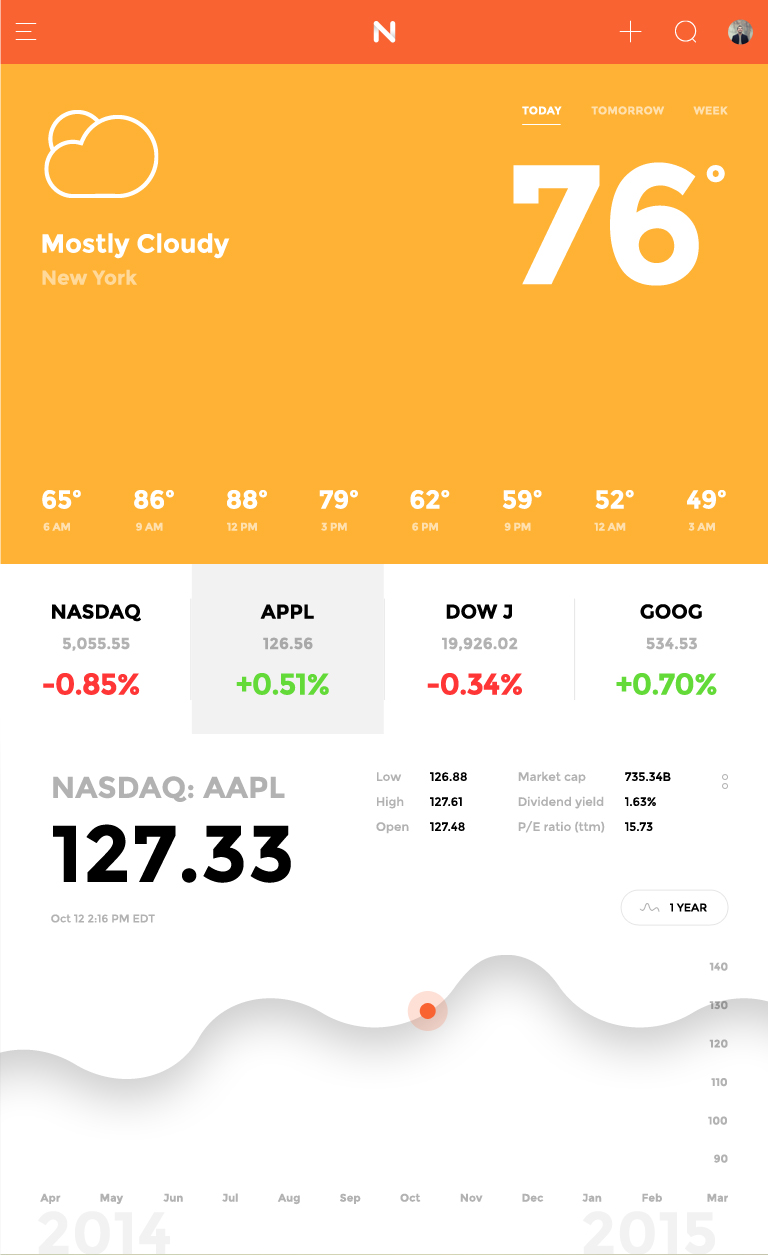 N
TODAY TOMORROW WEEK
76°
Mostly Cloudy
New York
65° 86° 88° 79° 62° 59° 52° 49°
6 AM 9 AM 12 PM 3 PM 6 PM 9 PM 12 AM 3 AM
NASDAQ APPL DOW J GOOG
5,055.55 126.56 19,926.02 534.53
-0.85% +0.51% -0.34% +0.70%
NASDAQ: AAPL
127.33
Oct 12 2:16 PM EDT
Low 126.88 Market cap 735.34B
High 127.61 Dividend yield 1.63%
Open 127.48 P/E ratio (ttm) 15.73
1 YEAR
140
130
120
110
100
90
Apr May Jun Jul Aug Sep Oct Nov Dec Jan Feb Mar
2014 2015